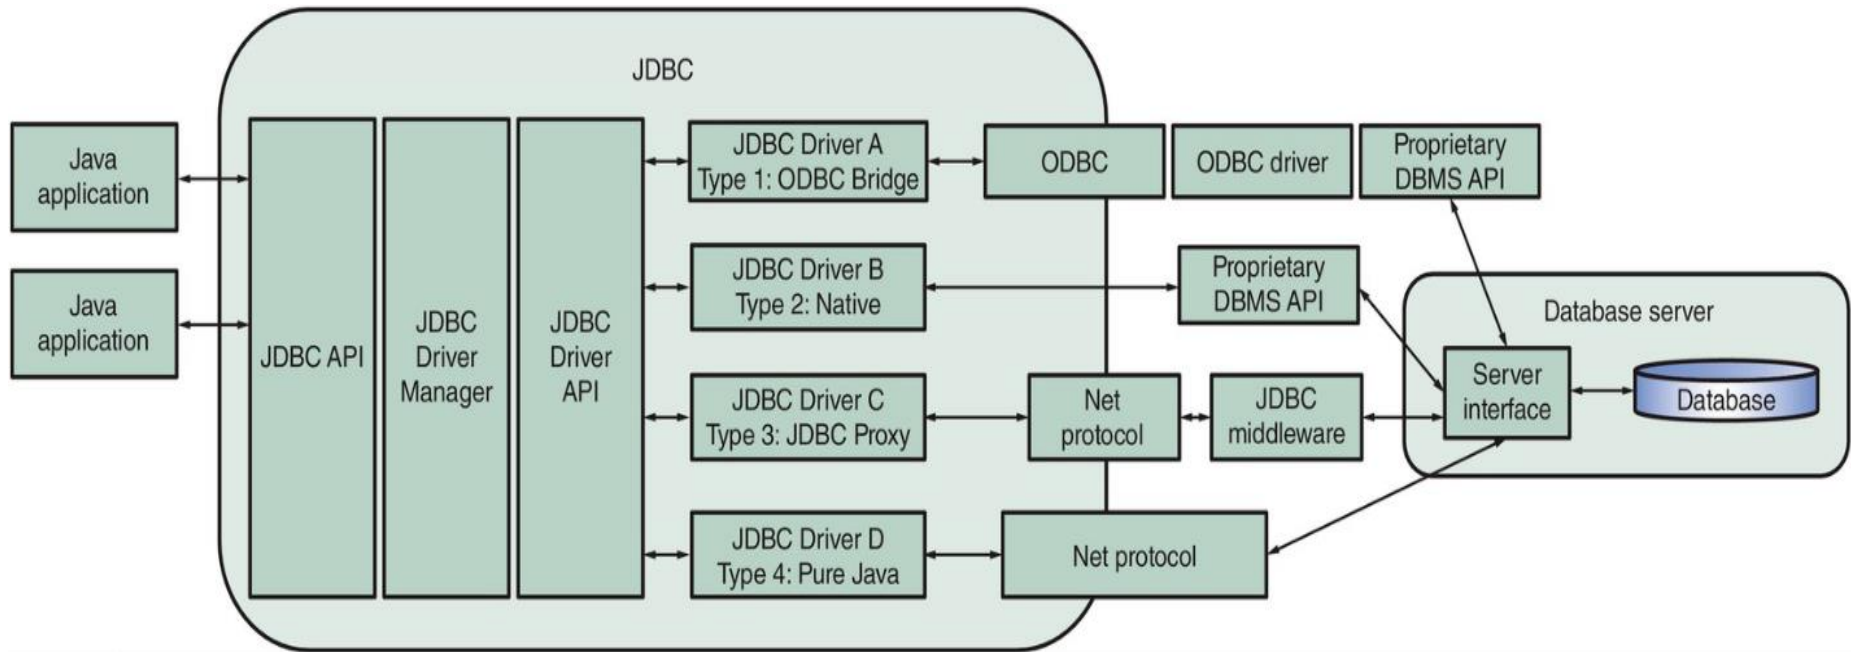 JDBC
Java
application
Java
application
JDBC API
JDBC
Driver
Manager
JDBC
Driver
API
JDBC Driver A
Type 1: ODBC Bridge
ODBC
ODBC driver
Proprietary
DBMS API
JDBC Driver B
Type 2: Native
Proprietary
DBMS API
JDBC Driver C
Type 3: JDBC Proxy
Net
protocol
JDBC
middleware
JDBC Driver D
Type 4: Pure Java
Net protocol
Database server
Server
interface
Database